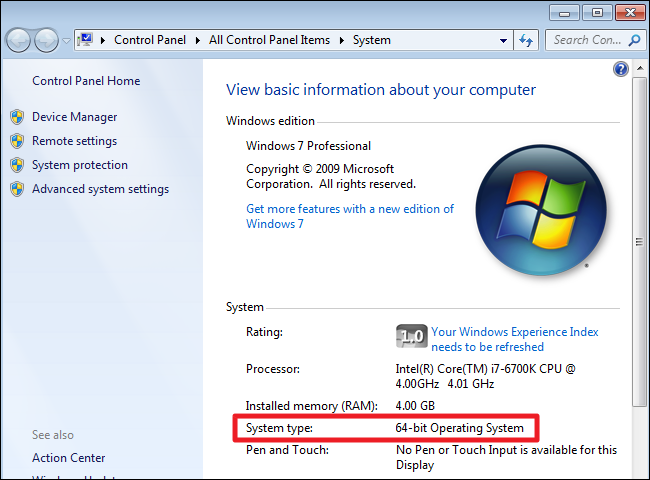 Control Panel All Control Panel Items System Search Con...
Control Panel Home
Device Manager
Remote settings
System protection
Advanced system settings
See also
Action Center
View basic information about your computer
Windows edition
Windows 7 Professional
Copyright © 2009 Microsoft
Corporation. All rights reserved.
Get more features with a new edition of
Windows 7
System
Rating: 1.0 Your Windows Experience Index
needs to be refreshed
Processor: Intel(R) Core(TM) i7-6700K CPU @
4.00GHz 4.01 GHz
Installed memory (RAM): 4.00 GB
System type: 64-bit Operating System
Pen and Touch: No Pen or Touch Input is available for this
Display